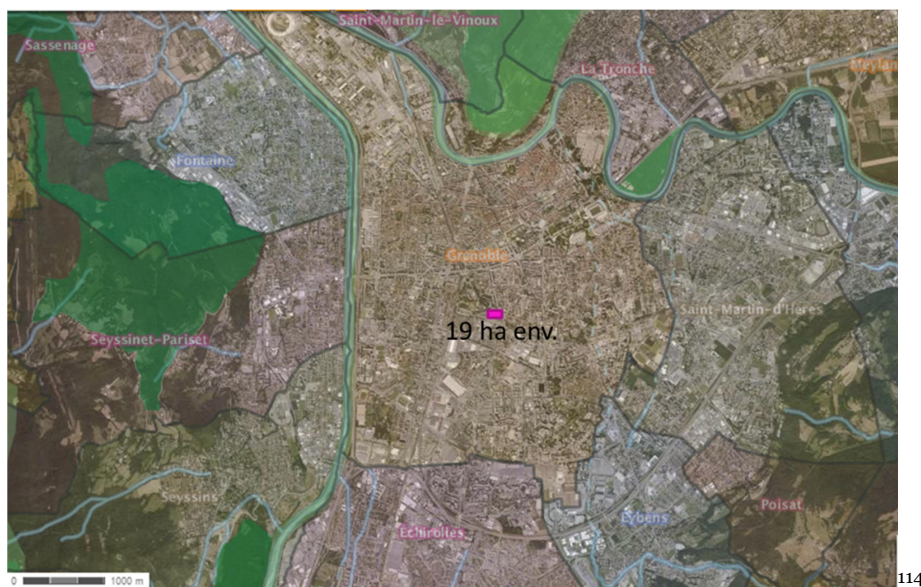 Saint-Martin-le-Vinoux
Sassenage
La Tronche
Meylan
Fontaine
Grenoble
Saint-Martin-d'Hères
19 ha env.
Seyssinet-Pariset
Seyssins
Echirolles
Eybens
Poisat
0 1000 m
114